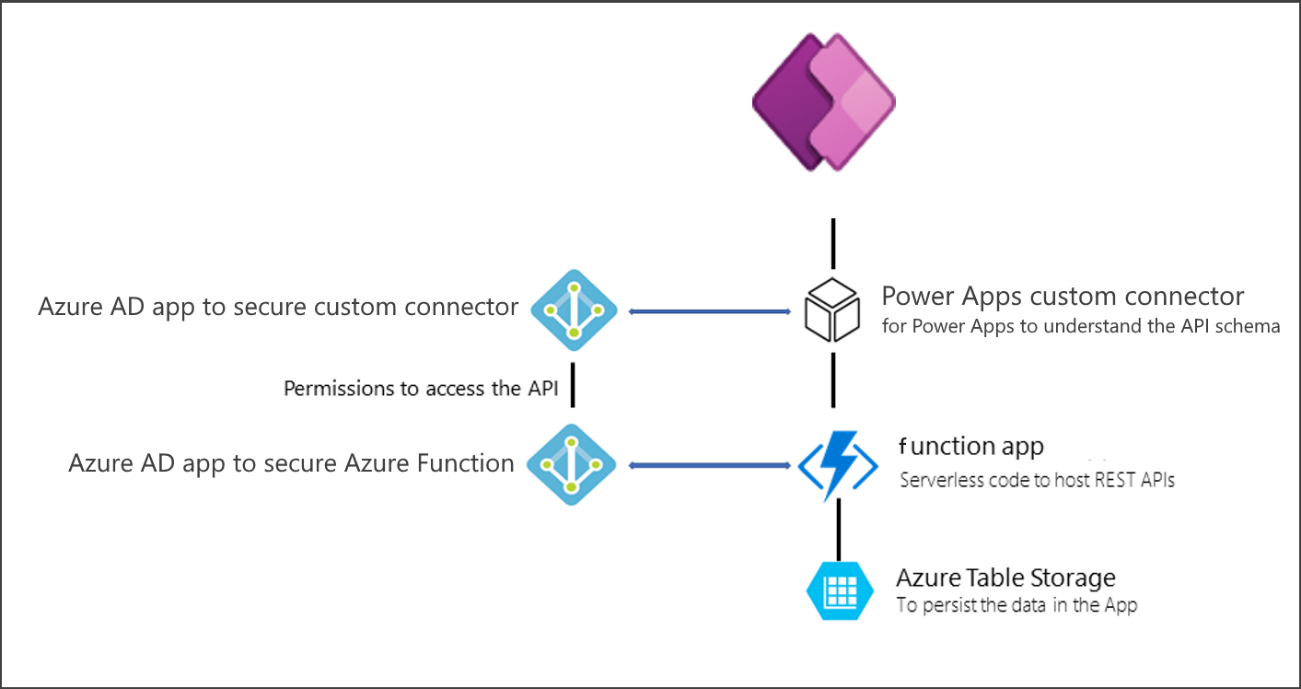 Azure AD app to secure custom connector
Power Apps custom connector
for Power Apps to understand the API schema
Permissions to access the API
Azure AD app to secure Azure Function
function app
Serverless code to host REST APIs
Azure Table Storage
To persist the data in the App